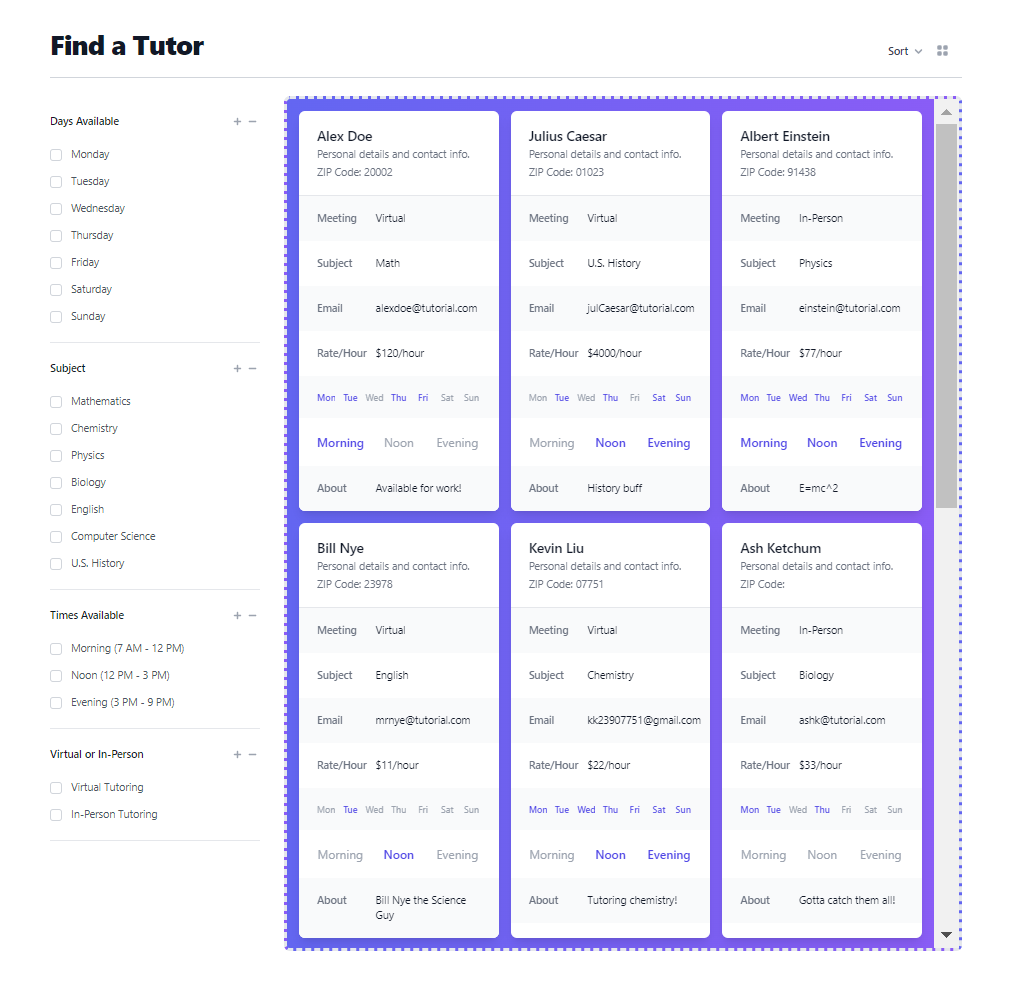 Find a Tutor
Sort
Days Available + −
Monday
Tuesday
Wednesday
Thursday
Friday
Saturday
Sunday
Subject + −
Mathematics
Chemistry
Physics
Biology
English
Computer Science
U.S. History
Times Available + −
Morning (7 AM - 12 PM)
Noon (12 PM - 3 PM)
Evening (3 PM - 9 PM)
Virtual or In-Person + −
Virtual Tutoring
In-Person Tutoring
Alex Doe
Personal details and contact info.
ZIP Code: 20002
Meeting Virtual
Subject Math
Email alexdoe@tutorial.com
Rate/Hour $120/hour
Mon Tue Wed Thu Fri Sat Sun
Morning Noon Evening
About Available for work!
Julius Caesar
Personal details and contact info.
ZIP Code: 01023
Meeting Virtual
Subject U.S. History
Email julCaesar@tutorial.com
Rate/Hour $4000/hour
Mon Tue Wed Thu Fri Sat Sun
Morning Noon Evening
About History buff
Albert Einstein
Personal details and contact info.
ZIP Code: 91438
Meeting In-Person
Subject Physics
Email einstein@tutorial.com
Rate/Hour $77/hour
Mon Tue Wed Thu Fri Sat Sun
Morning Noon Evening
About E=mc^2
Bill Nye
Personal details and contact info.
ZIP Code: 23978
Meeting Virtual
Subject English
Email mrnye@tutorial.com
Rate/Hour $11/hour
Mon Tue Wed Thu Fri Sat Sun
Morning Noon Evening
About Bill Nye the Science
Guy
Kevin Liu
Personal details and contact info.
ZIP Code: 07751
Meeting Virtual
Subject Chemistry
Email kk23907751@gmail.com
Rate/Hour $22/hour
Mon Tue Wed Thu Fri Sat Sun
Morning Noon Evening
About Tutoring chemistry!
Ash Ketchum
Personal details and contact info.
ZIP Code:
Meeting In-Person
Subject Biology
Email ashk@tutorial.com
Rate/Hour $33/hour
Mon Tue Wed Thu Fri Sat Sun
Morning Noon Evening
About Gotta catch them all!